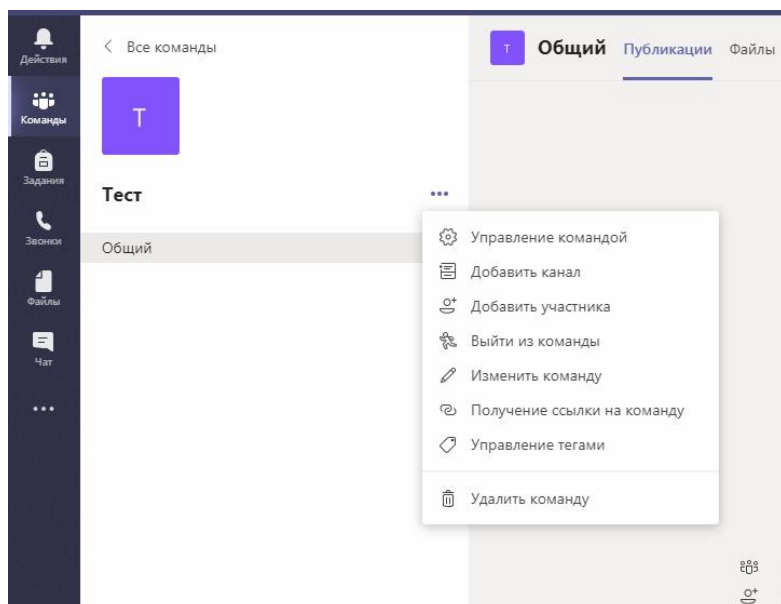 Действия
Команды
Задания
Звонки
Файлы
Чат
Все команды
Т
Тест
Общий
Т Общий Публикации Файлы
Управление командой
Добавить канал
Добавить участника
Выйти из команды
Изменить команду
Получение ссылки на команду
Управление тегами
Удалить команду